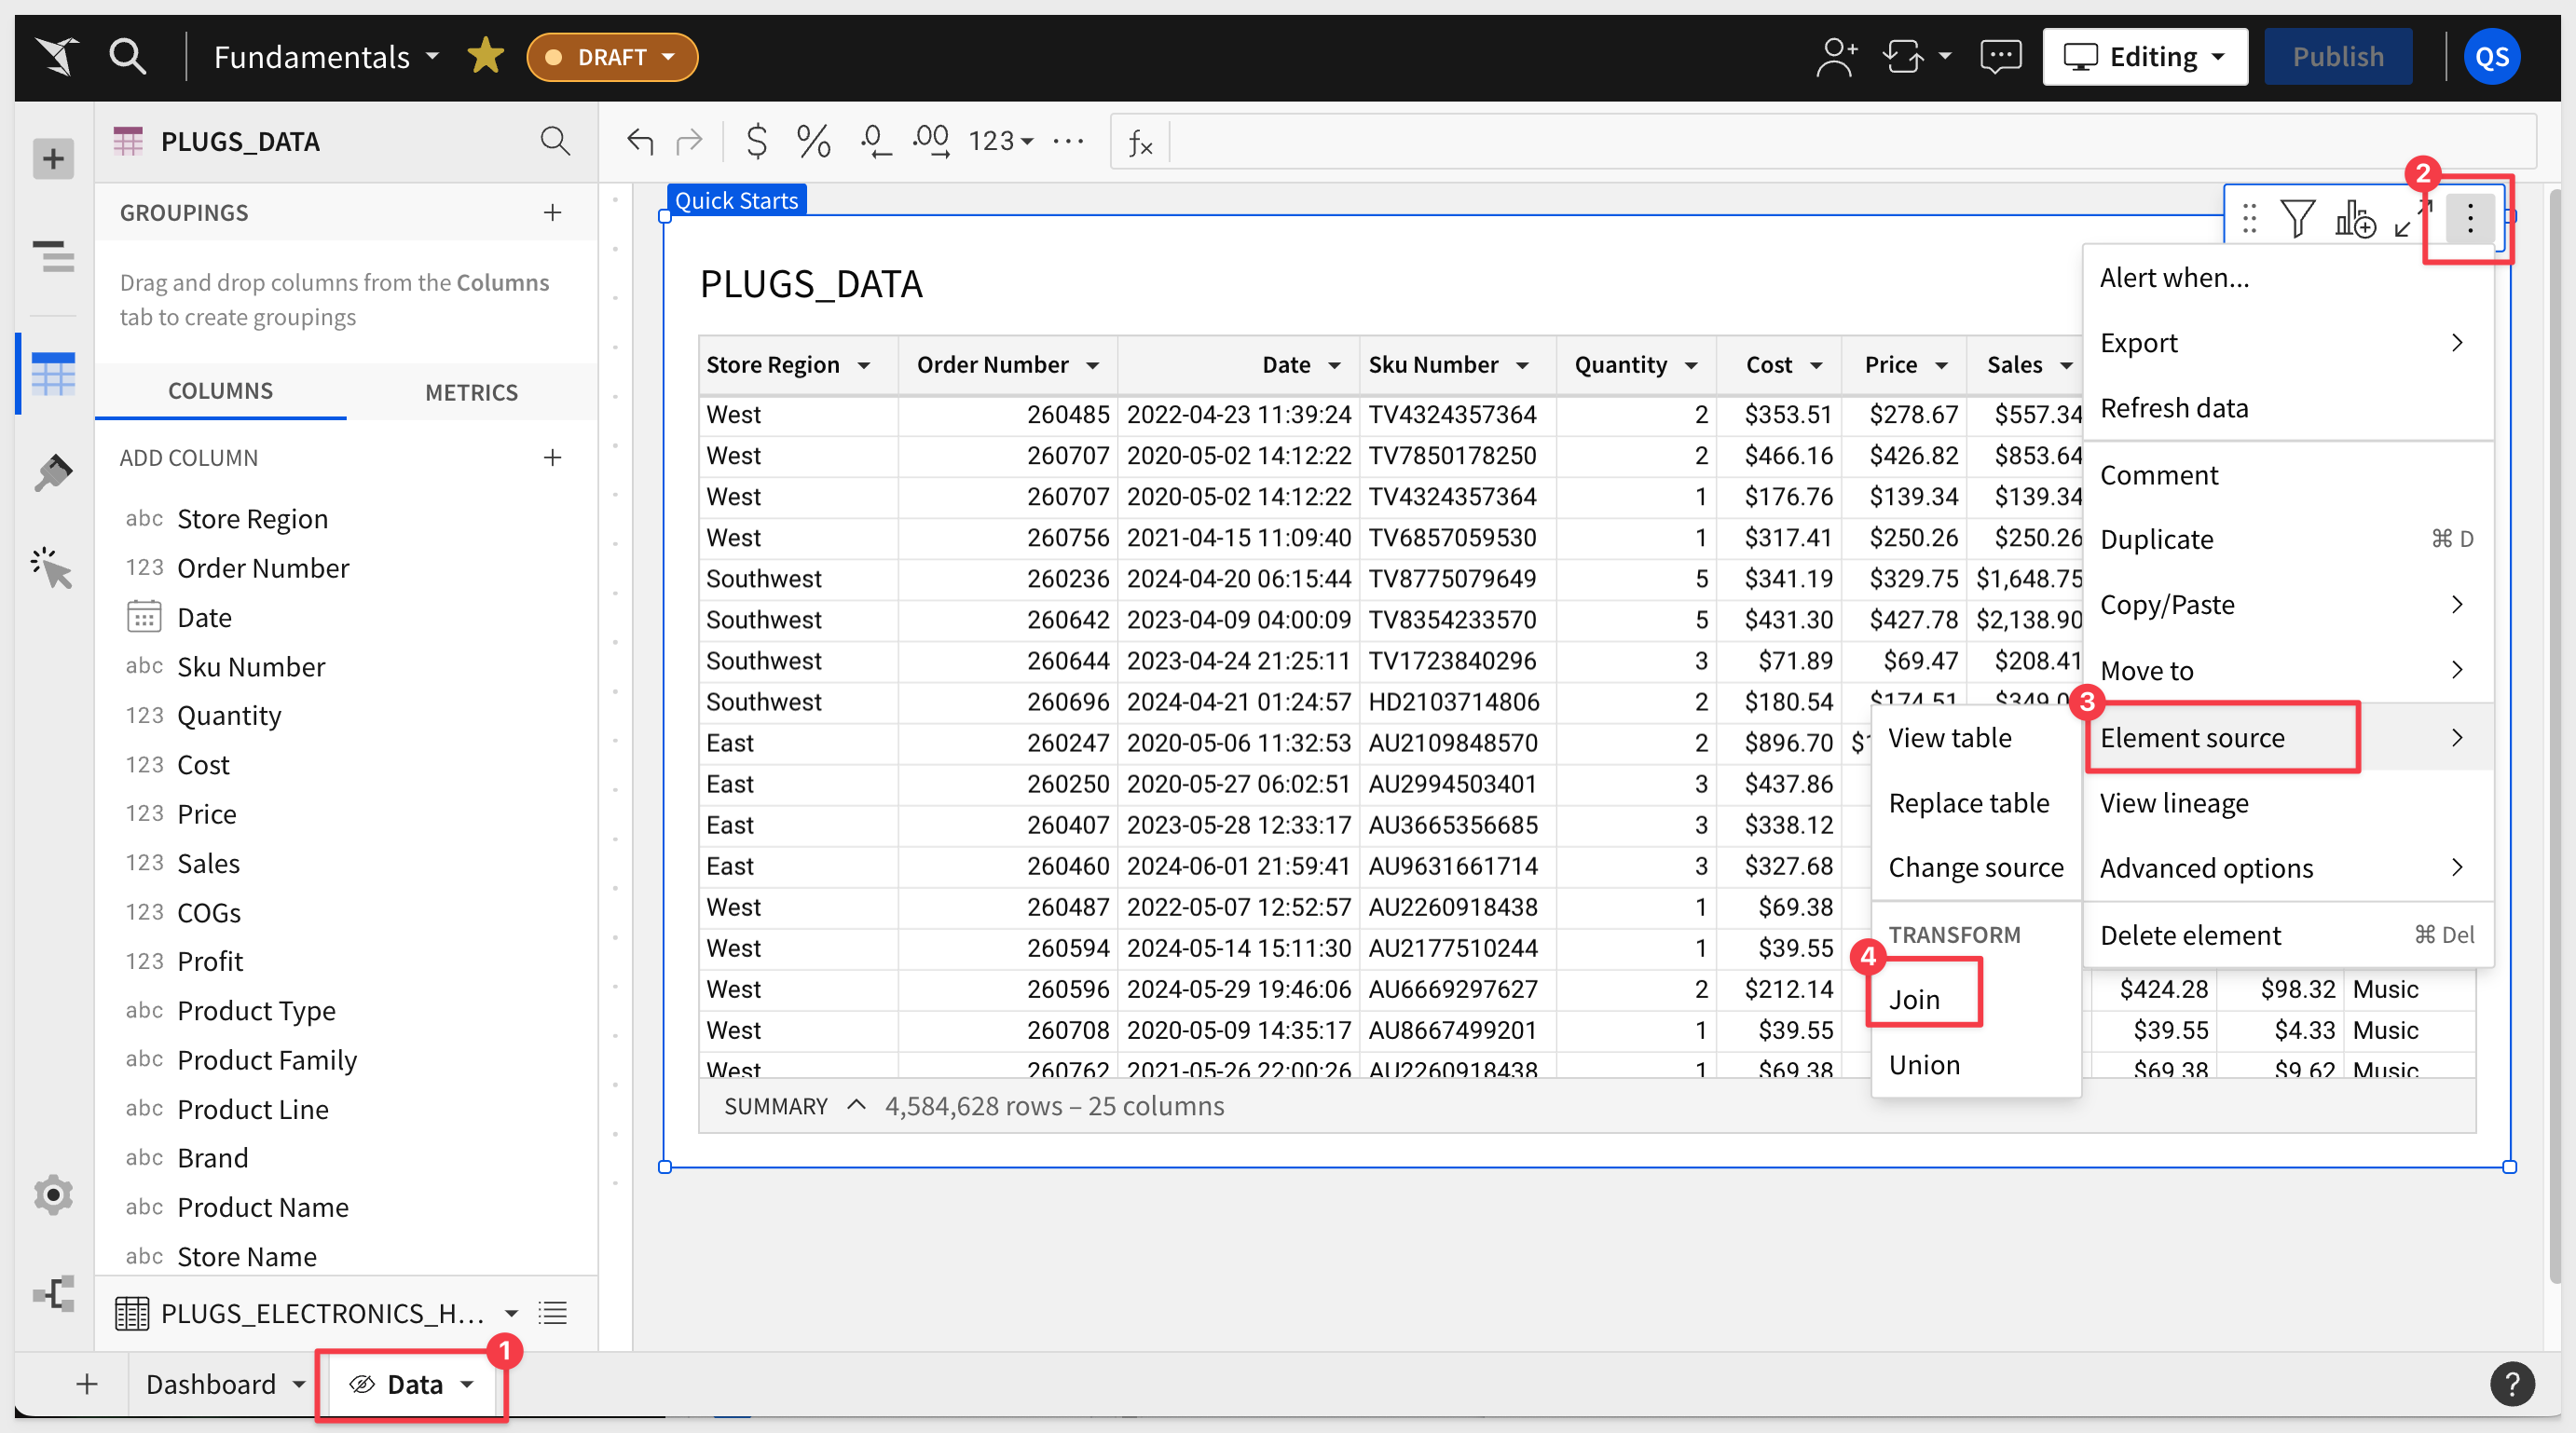 Fundamentals
DRAFT
Editing
Publish
QS
PLUGS_DATA
$ % .0 .00 123 ...
fx
GROUPINGS
Drag and drop columns from the Columns
tab to create groupings
COLUMNS METRICS
ADD COLUMN
abc Store Region
123 Order Number
Date
abc Sku Number
123 Quantity
123 Cost
123 Price
123 Sales
123 COGs
123 Profit
abc Product Type
abc Product Family
abc Product Line
abc Brand
abc Product Name
abc Store Name
PLUGS_ELECTRONICS_H...
Quick Starts
2
PLUGS_DATA
Store Region Order Number Date Sku Number Quantity Cost Price Sales
West 260485 2022-04-23 11:39:24 TV4324357364 2 $353.51 $278.67 $557.34
West 260707 2020-05-02 14:12:22 TV7850178250 2 $466.16 $426.82 $853.64
West 260707 2020-05-02 14:12:22 TV4324357364 1 $176.76 $139.34 $139.34
West 260756 2021-04-15 11:09:40 TV6857059530 1 $317.41 $250.26 $250.26
Southwest 260236 2024-04-20 06:15:44 TV8775079649 5 $341.19 $329.75 $1,648.75
Southwest 260642 2023-04-09 04:00:09 TV8354233570 5 $431.30 $427.78 $2,138.90
Southwest 260644 2023-04-24 21:25:11 TV1723840296 3 $71.89 $69.47 $208.41
Southwest 260696 2024-04-21 01:24:57 HD2103714806 2 $180.54 $174.51
East 260247 2020-05-06 11:32:53 AU2109848570 2 $896.70
East 260250 2020-05-27 06:02:51 AU2994503401 3 $437.86
East 260407 2023-05-28 12:33:17 AU3665356685 3 $338.12
East 260460 2024-06-01 21:59:41 AU9631661714 3 $327.68
West 260487 2022-05-07 12:52:57 AU2260918438 1 $69.38
West 260594 2024-05-14 15:11:30 AU2177510244 1 $39.55
West 260596 2024-05-29 19:46:06 AU6669297627 2 $212.14 $424.28 $98.32 Music
West 260708 2020-05-09 14:35:17 AU8667499201 1 $39.55 $39.55 $4.33 Music
West 260762 2021-05-26 22:00:26 AU2260918438 1 $69.38 $69.38 $9.62 Music
SUMMARY 4,584,628 rows – 25 columns
Alert when...
Export
Refresh data
Comment
Duplicate ⌘ D
Copy/Paste
Move to
3
Element source
View lineage
Advanced options
Delete element ⌘ Del
View table
Replace table
Change source
TRANSFORM
4
Join
Union
1
Dashboard
Data
?